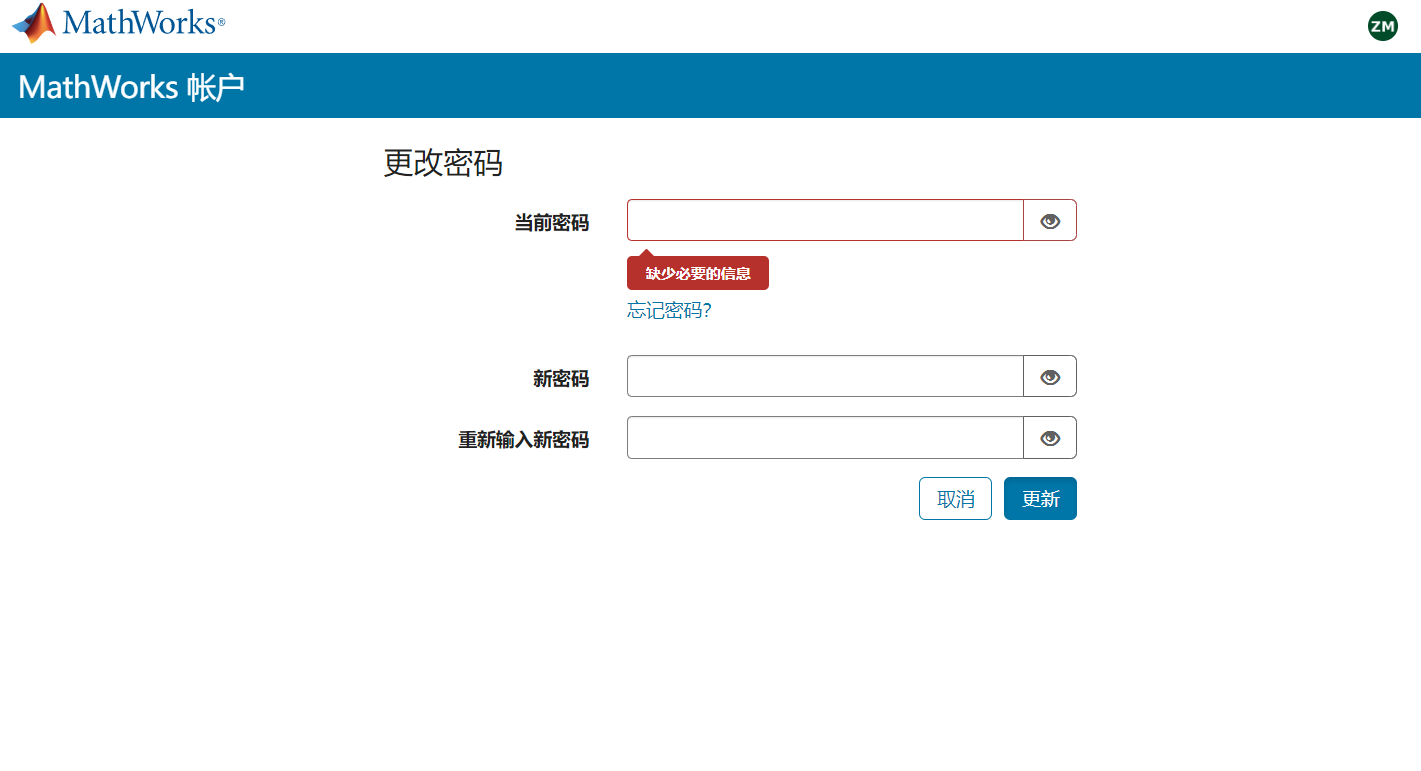 MathWorks®
ZM
MathWorks 帐户
更改密码
当前密码
缺少必要的信息
忘记密码?
新密码
重新输入新密码
取消
更新